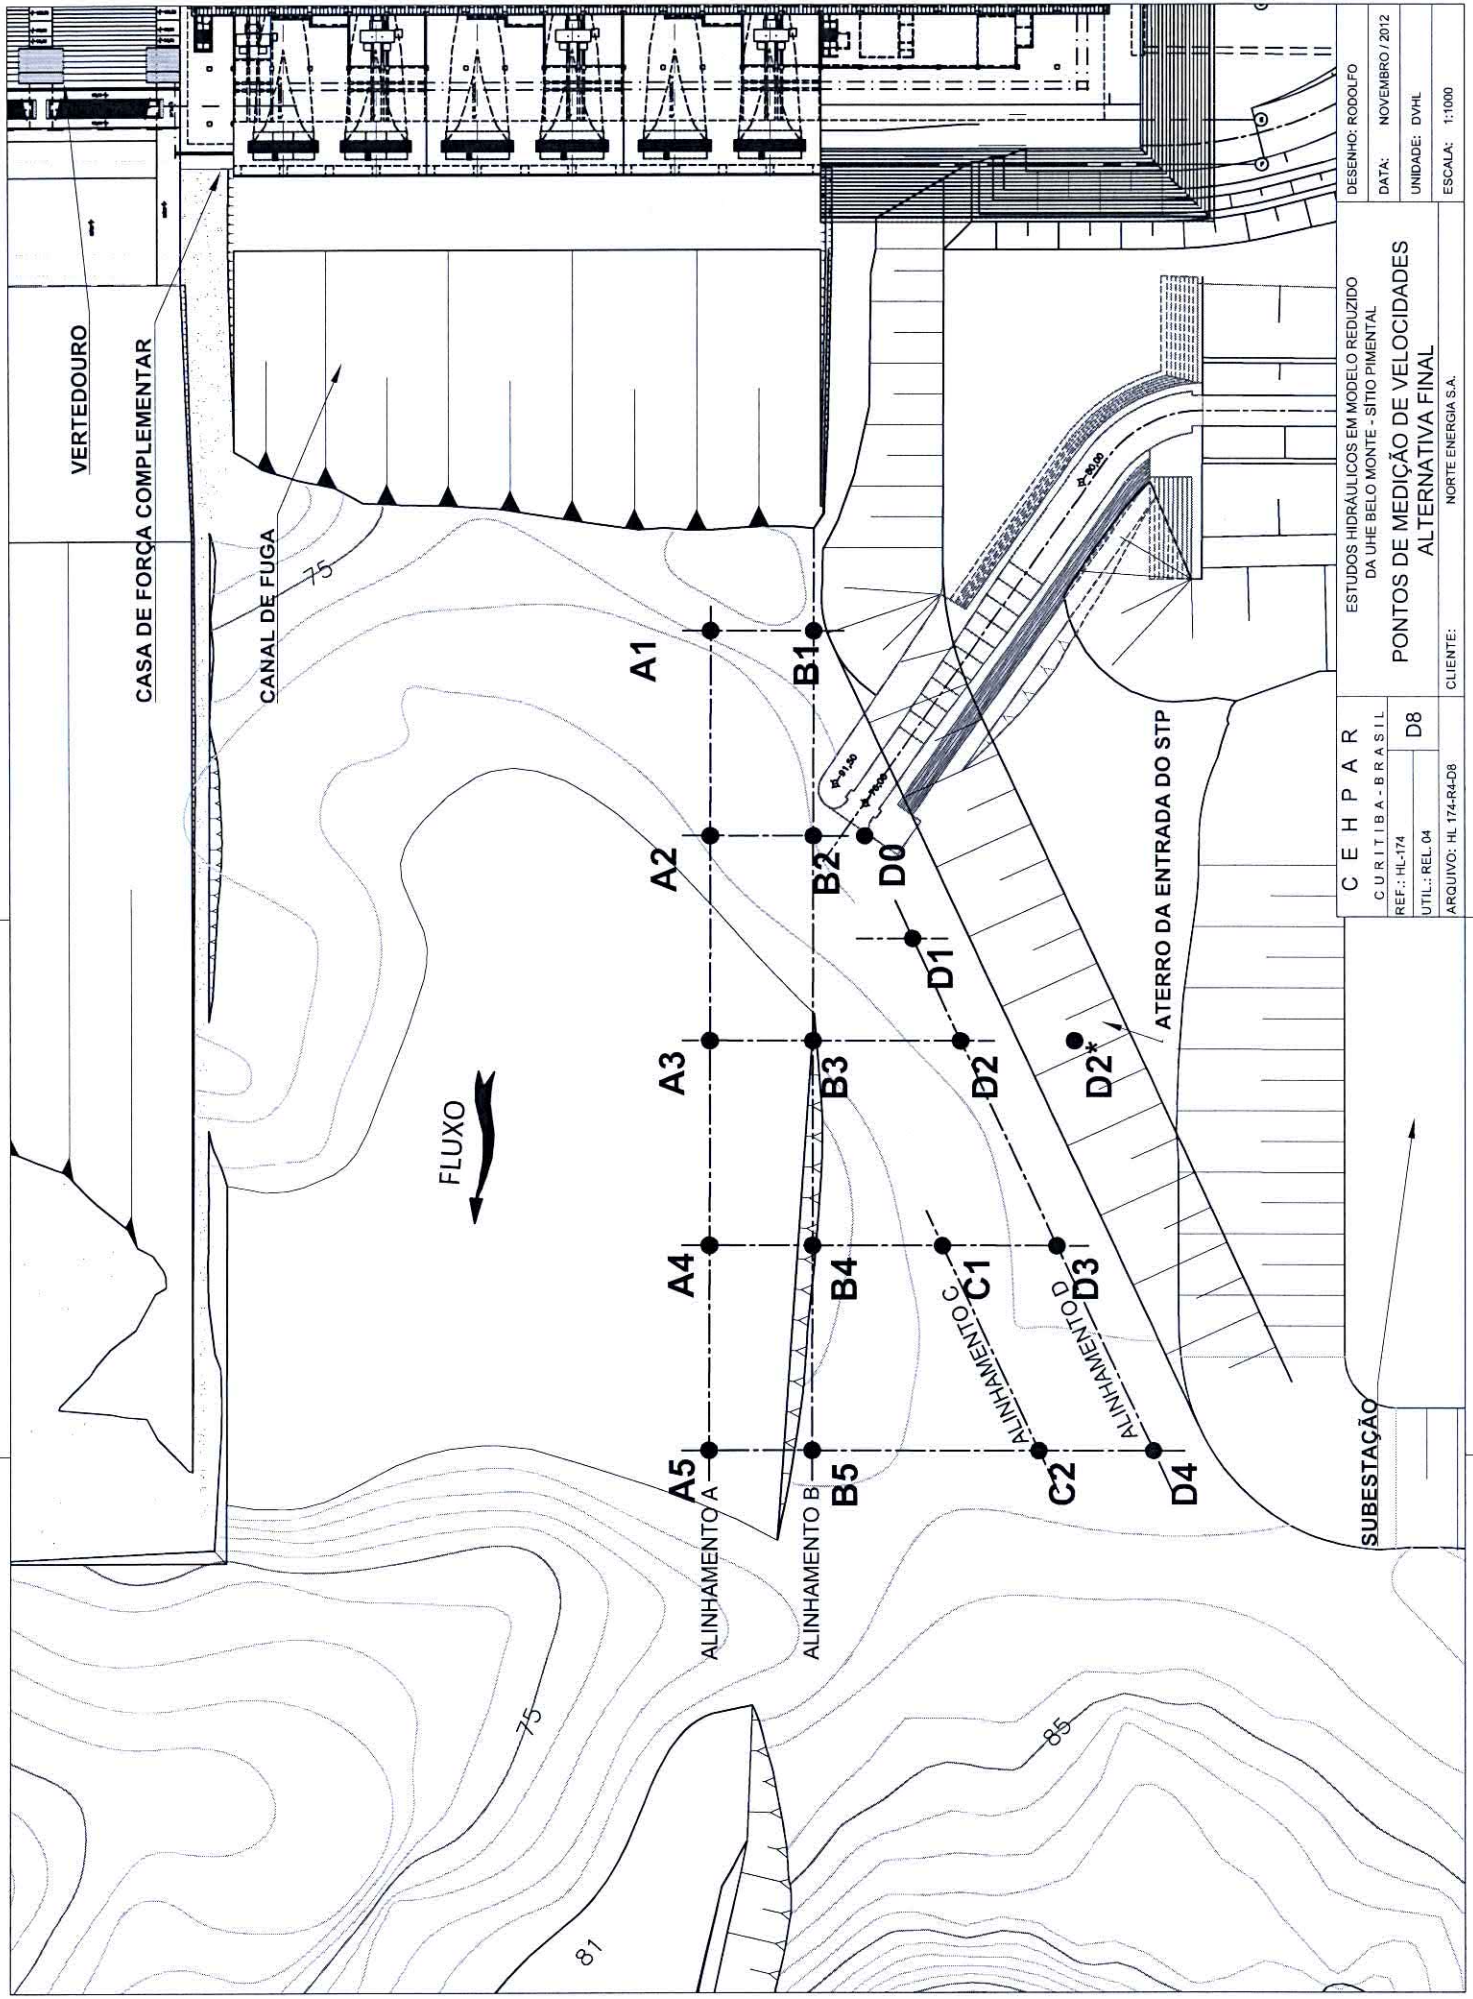 VERTEDOURO
CASA DE FORÇA COMPLEMENTAR
CANAL DE FUGA
75
FLUXO
A5
A4
A3
A2
A1
ALINHAMENTO A
B5
B4
B3
B2
B1
ALINHAMENTO B
C2
C1
ALINHAMENTO C
D4
D3
D2
D1
D0
ALINHAMENTO D
D2*
91,50
80,00
ATERRO DA ENTRADA DO STP
SUBESTAÇÃO
75
81
85
C E H P A R
CURITIBA - BRASIL
REF.: HL-174
UTIL.: REL. 04
D8
ARQUIVO: HL 174-R4-D8
ESTUDOS HIDRÁULICOS EM MODELO REDUZIDO
DA UHE BELO MONTE - SÍTIO PIMENTAL
PONTOS DE MEDIÇÃO DE VELOCIDADES
ALTERNATIVA FINAL
CLIENTE: NORTE ENERGIA S.A.
DESENHO: RODOLFO
DATA: NOVEMBRO / 2012
UNIDADE: DVHL
ESCALA: 1:1000